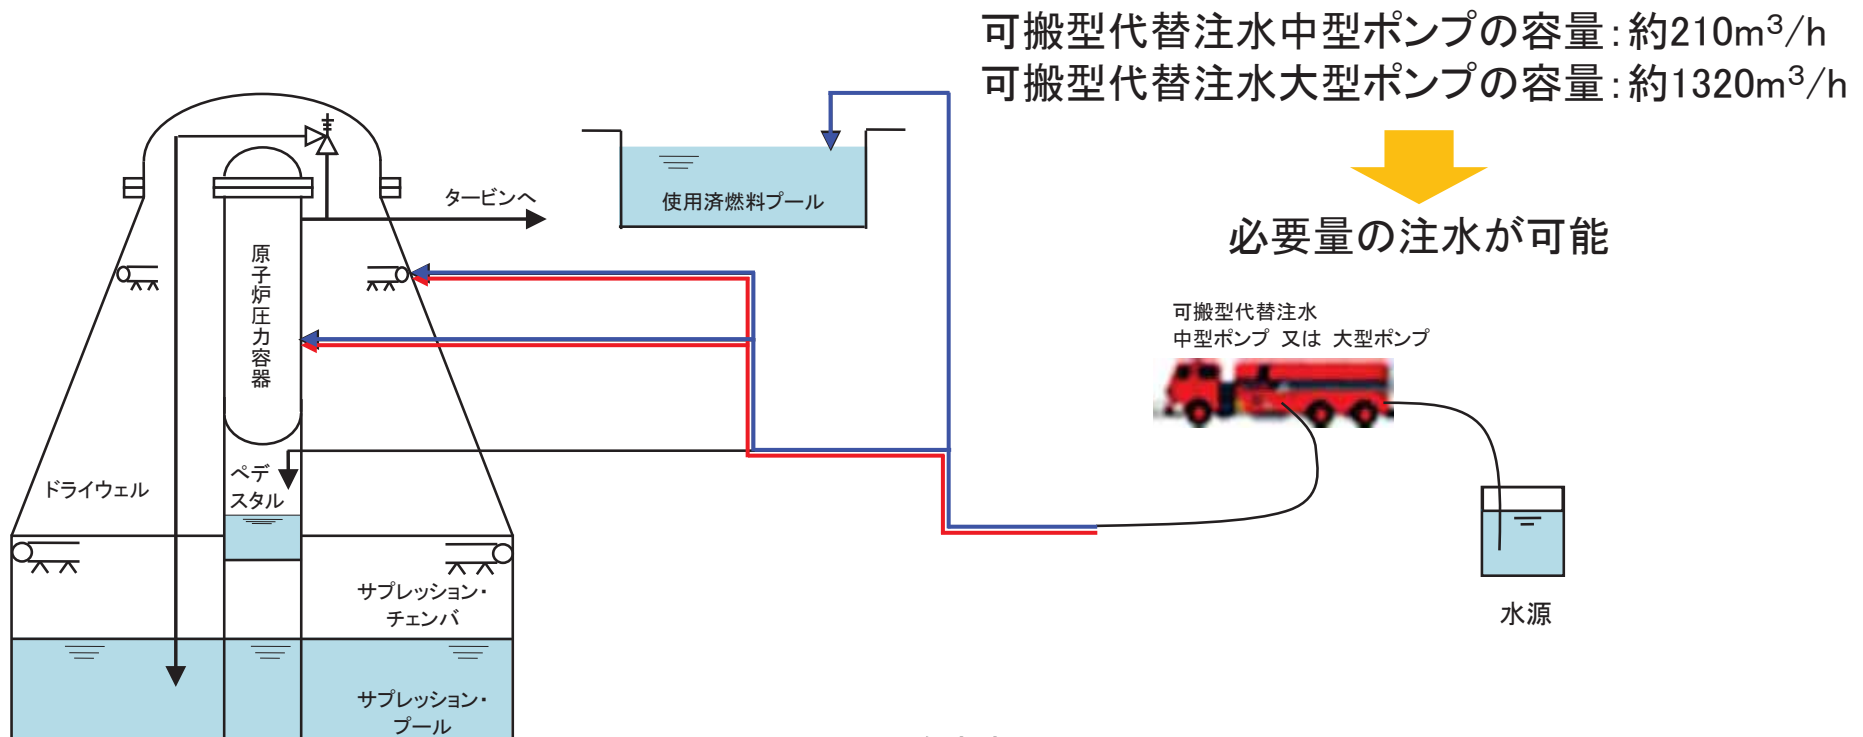 可搬型代替注水中型ポンプの容量:約210m³/h
可搬型代替注水大型ポンプの容量:約1320m³/h
必要量の注水が可能
タービンへ
使用済燃料プール
原子炉圧力容器
可搬型代替注水
中型ポンプ 又は 大型ポンプ
ドライウェル
ペデ
スタル
サプレッション・
チェンバ
水源
サプレッション・
プール